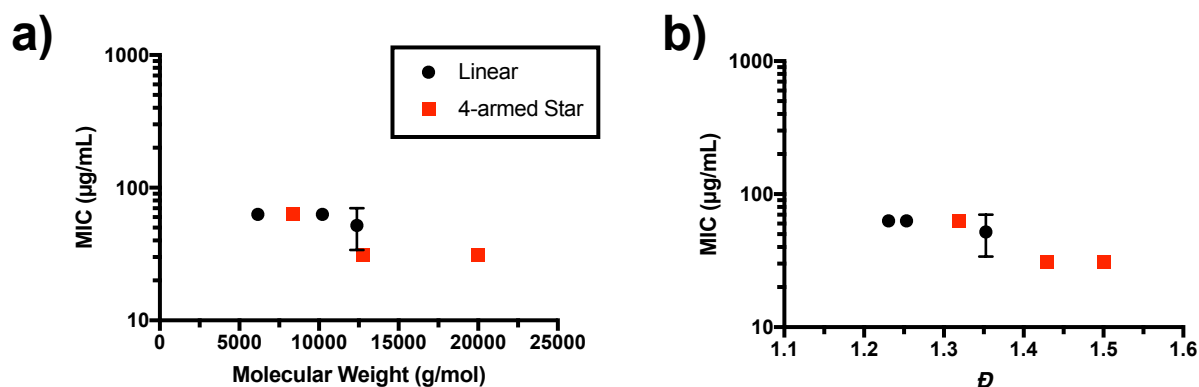 a)
1000
100
10
MIC (µg/mL)
0 5000 10000 15000 20000 25000
Molecular Weight (g/mol)
Linear
4-armed Star
b)
1000
100
10
MIC (µg/mL)
1.1 1.2 1.3 1.4 1.5 1.6
Đ